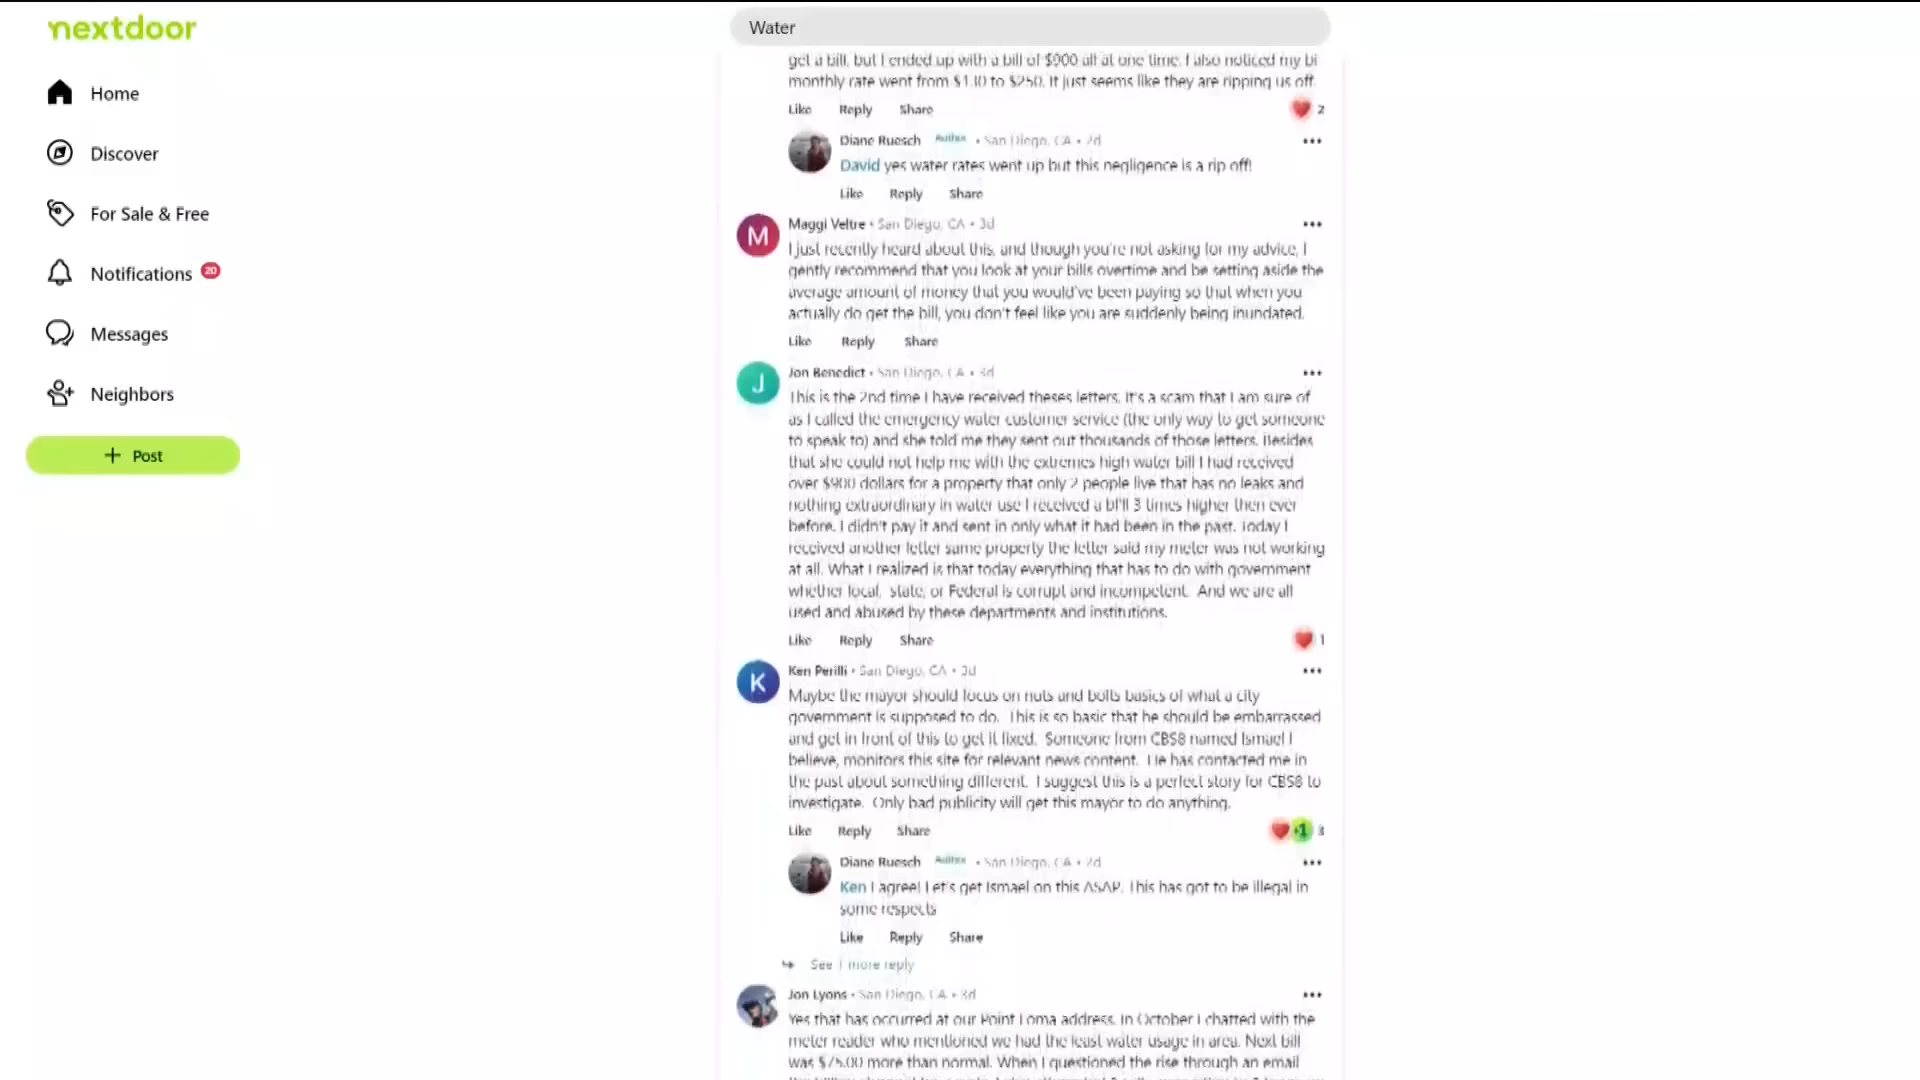 nextdoor
Water
Home
Discover
For Sale & Free
Notifications 20
Messages
Neighbors
+ Post
get a bill, but I ended up with a bill of $900 all at one time. I also noticed my bi
monthly rate went from $130 to $250. It just seems like they are ripping us off.
Like Reply Share 2
Diane Ruesch Author • San Diego, CA • 2d
David yes water rates went up but this negligence is a rip off!
Like Reply Share
Maggi Veltre • San Diego, CA • 3d
I just recently heard about this, and though you're not asking for my advice, I
gently recommend that you look at your bills overtime and be setting aside the
average amount of money that you would've been paying so that when you
actually do get the bill, you don't feel like you are suddenly being inundated.
Like Reply Share
J
Jon Benedict • San Diego, CA • 3d
This is the 2nd time I have received theses letters. It's a scam that I am sure of
as I called the emergency water customer service (the only way to get someone
to speak to) and she told me they sent out thousands of those letters. Besides
that she could not help me with the extremes high water bill I had received
over $900 dollars for a property that only 2 people live that has no leaks and
nothing extraordinary in water use I received a bi'll 3 times higher then ever
before. I didn't pay it and sent in only what it had been in the past. Today I
received another letter same property the letter said my meter was not working
at all. What I realized is that today everything that has to do with government
whether local, state, or Federal is corrupt and incompetent. And we are all
used and abused by these departments and institutions.
Like Reply Share 1
K
Ken Perilli • San Diego, CA • 3d
Maybe the mayor should focus on nuts and bolts basics of what a city
government is supposed to do. This is so basic that he should be embarrassed
and get in front of this to get it fixed. Someone from CBS8 named Ismael I
believe, monitors this site for relevant news content. He has contacted me in
the past about something different. I suggest this is a perfect story for CBS8 to
investigate. Only bad publicity will get this mayor to do anything.
Like Reply Share +1 3
Diane Ruesch Author • San Diego, CA • 2d
Ken I agree! Let's get Ismael on this ASAP. This has got to be illegal in
some respects
Like Reply Share
See 1 more reply
Jon Lyons • San Diego, CA • 3d
Yes that has occurred at our Point Loma address. In October I chatted with the
meter reader who mentioned we had the least water usage in area. Next bill
was $75.00 more than normal. When I questioned the rise through an email